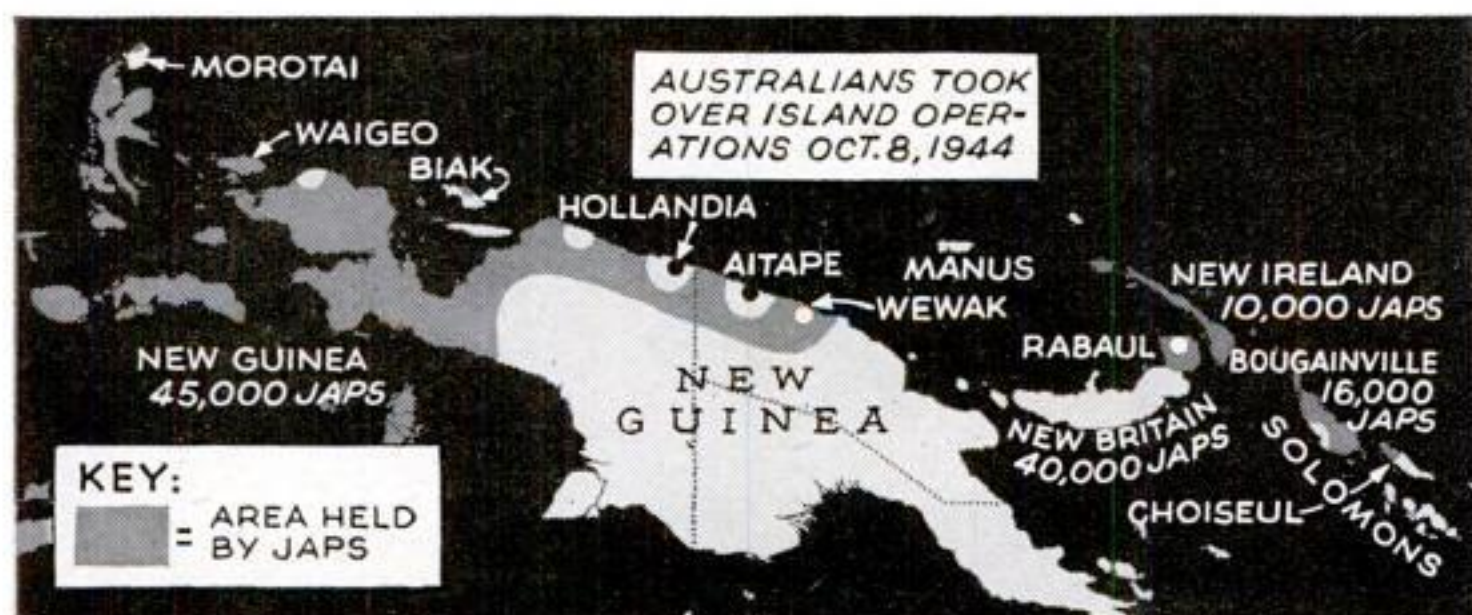 MOROTAI
WAIGEO
BIAK
AUSTRALIANS TOOK
OVER ISLAND OPER-
ATIONS OCT. 8, 1944
HOLLANDIA
AITAPE
MANUS
WEWAK
NEW IRELAND
10,000 JAPS
RABAUL
BOUGAINVILLE
16,000
JAPS
NEW GUINEA
45,000 JAPS
NEW
GUINEA
NEW BRITAIN
40,000 JAPS
SOLOMONS
CHOISEUL
KEY:
= AREA HELD
BY JAPS